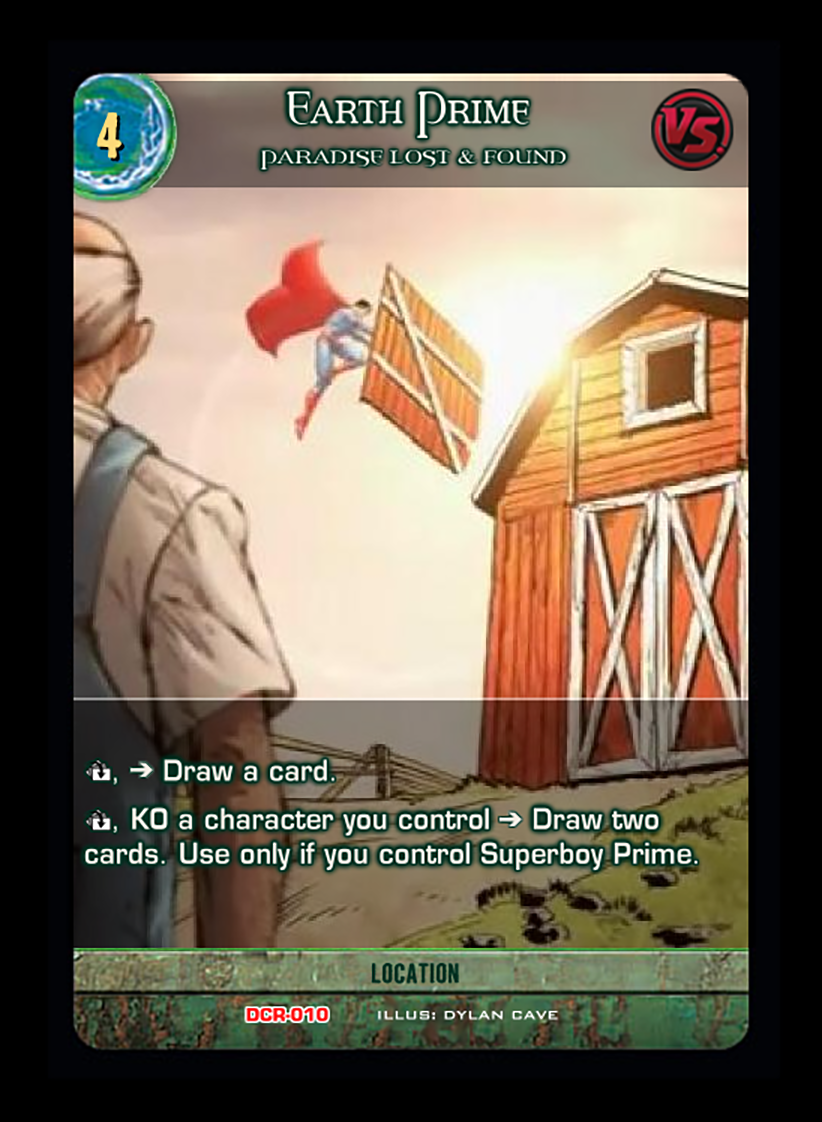 4
Earth Prime
VS.
Paradise Lost & Found
, → Draw a card.
, KO a character you control → Draw two
cards. Use only if you control Superboy Prime.
LOCATION
DCR-010 ILLUS: DYLAN CAVE